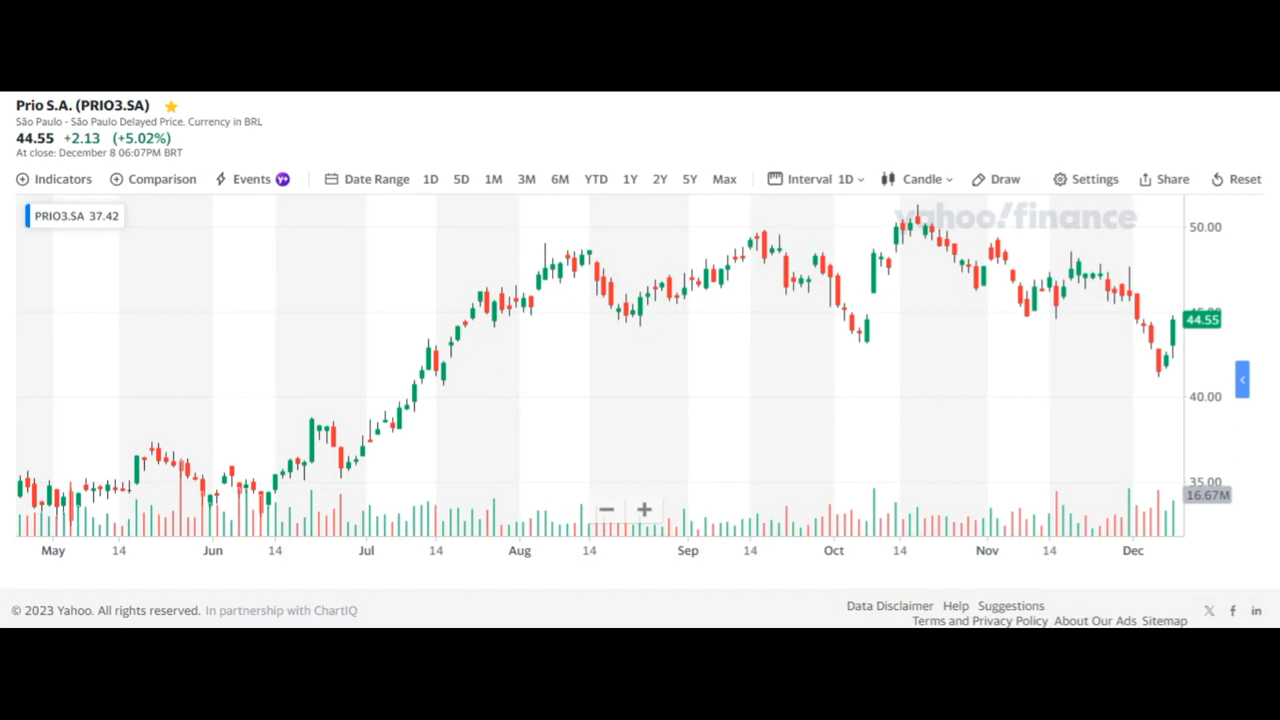 Prio S.A. (PRIO3.SA)
São Paulo - São Paulo Delayed Price. Currency in BRL
44.55 +2.13 (+5.02%)
At close: December 8 06:07PM BRT
Indicators Comparison Events Y+ Date Range 1D 5D 1M 3M 6M YTD 1Y 2Y 5Y Max Interval 1D Candle Draw Settings Share Reset
PRIO3.SA 37.42
yahoo!finance
50.00
45.00
44.55
40.00
35.00
16.67M
May 14 Jun 14 Jul 14 Aug 14 Sep 14 Oct 14 Nov 14 Dec
© 2023 Yahoo. All rights reserved. In partnership with ChartIQ
Data Disclaimer Help Suggestions
Terms and Privacy Policy About Our Ads Sitemap